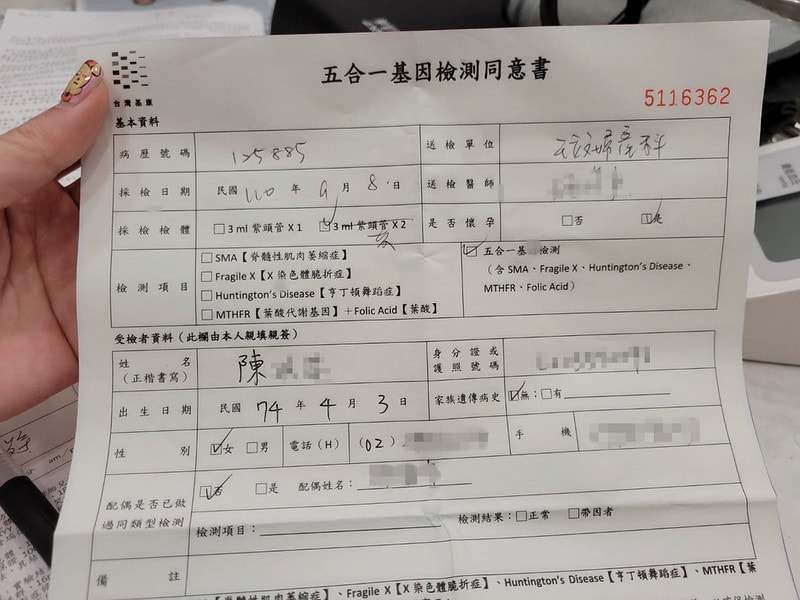 台灣基康
五合一基因檢測同意書
5116362
基本資料
病歷號碼 125885 送檢單位 婦產科
採檢日期 民國 110 年 9 月 8 日 送檢醫師
採檢檢體 □3 ml 紫頭管 X 1 ☑3 ml 紫頭管 X 2 是否懷孕 □否 ☑是
檢測項目 □SMA【脊髓性肌肉萎縮症】
□Fragile X【X 染色體脆折症】
□Huntington's Disease【亨丁頓舞蹈症】
□MTHFR【葉酸代謝基因】＋Folic Acid【葉酸】
☑五合一基 檢測
（含 SMA、Fragile X、Huntington's Disease、
MTHFR、Folic Acid）
受檢者資料（此欄由本人親填親簽）
姓名 陳 身分證或
（正楷書寫） 護照號碼
出生日期 民國 74 年 4 月 3 日 家族遺傳病史 ☑無；□有
性別 ☑女 □男 電話（H） (02) 手機
配偶是否已做 ☑否 □是 配偶姓名：
過同類型檢測 檢測項目： 檢測結果：□正常 □帶因者
備註
【脊髓性肌肉萎縮症】、Fragile X【X 染色體脆折症】、Huntington's Disease【亨丁頓舞蹈症】、MTHFR【葉